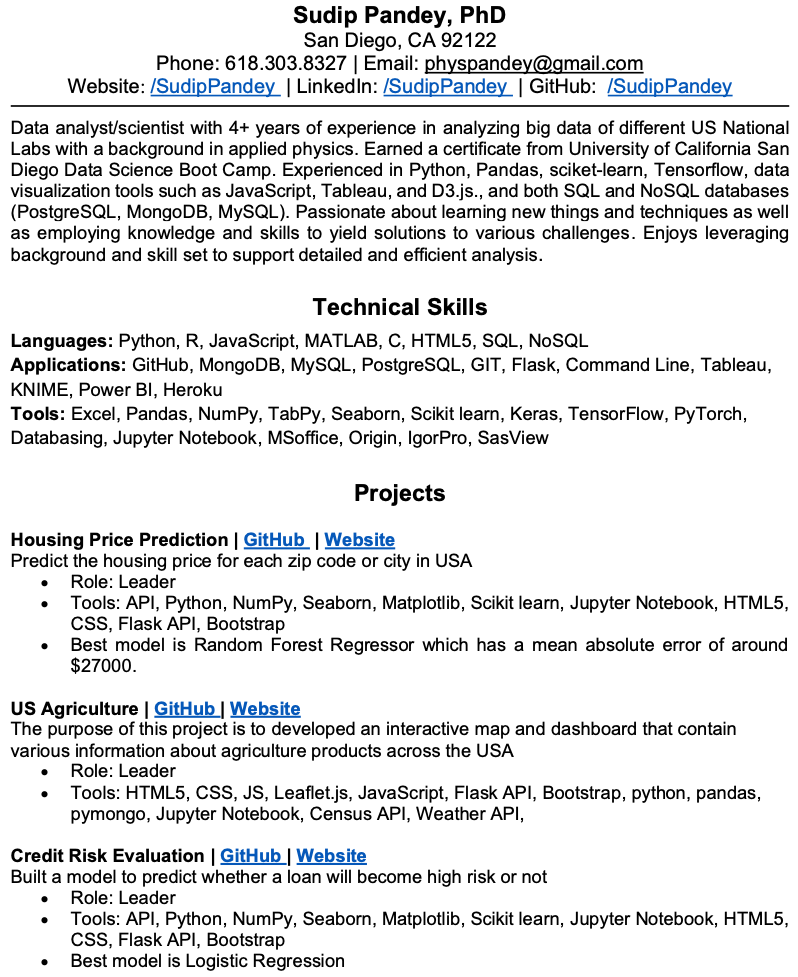 Sudip Pandey, PhD
San Diego, CA 92122
Phone: 618.303.8327 | Email: physpandey@gmail.com
Website: /SudipPandey | LinkedIn: /SudipPandey | GitHub: /SudipPandey
Data analyst/scientist with 4+ years of experience in analyzing big data of different US National
Labs with a background in applied physics. Earned a certificate from University of California San
Diego Data Science Boot Camp. Experienced in Python, Pandas, sciket-learn, Tensorflow, data
visualization tools such as JavaScript, Tableau, and D3.js., and both SQL and NoSQL databases
(PostgreSQL, MongoDB, MySQL). Passionate about learning new things and techniques as well
as employing knowledge and skills to yield solutions to various challenges. Enjoys leveraging
background and skill set to support detailed and efficient analysis.
Technical Skills
Languages: Python, R, JavaScript, MATLAB, C, HTML5, SQL, NoSQL
Applications: GitHub, MongoDB, MySQL, PostgreSQL, GIT, Flask, Command Line, Tableau,
KNIME, Power BI, Heroku
Tools: Excel, Pandas, NumPy, TabPy, Seaborn, Scikit learn, Keras, TensorFlow, PyTorch,
Databasing, Jupyter Notebook, MSoffice, Origin, IgorPro, SasView
Projects
Housing Price Prediction | GitHub | Website
Predict the housing price for each zip code or city in USA
• Role: Leader
• Tools: API, Python, NumPy, Seaborn, Matplotlib, Scikit learn, Jupyter Notebook, HTML5,
CSS, Flask API, Bootstrap
• Best model is Random Forest Regressor which has a mean absolute error of around
$27000.
US Agriculture | GitHub | Website
The purpose of this project is to developed an interactive map and dashboard that contain
various information about agriculture products across the USA
• Role: Leader
• Tools: HTML5, CSS, JS, Leaflet.js, JavaScript, Flask API, Bootstrap, python, pandas,
pymongo, Jupyter Notebook, Census API, Weather API,
Credit Risk Evaluation | GitHub | Website
Built a model to predict whether a loan will become high risk or not
• Role: Leader
• Tools: API, Python, NumPy, Seaborn, Matplotlib, Scikit learn, Jupyter Notebook, HTML5,
CSS, Flask API, Bootstrap
• Best model is Logistic Regression